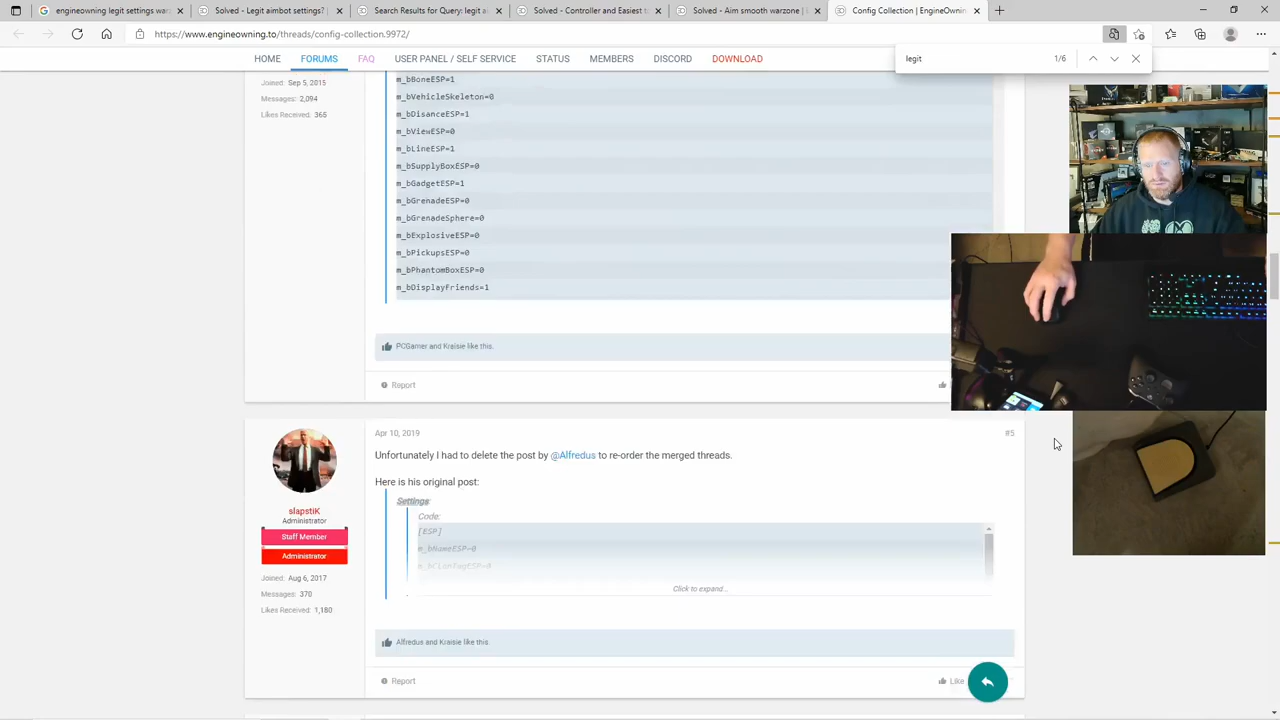 engineowning legit settings warz
Solved - Legit aimbot settings? |
Search Results for Query: legit a
Solved - Controller and Easiest to
Solved - Aim smooth warzone |
Config Collection | EngineOwnin
https://www.engineowning.to/threads/config-collection.9972/
HOME FORUMS FAQ USER PANEL / SELF SERVICE STATUS MEMBERS DISCORD DOWNLOAD
legit 1/6
Joined: Sep 5, 2015
Messages: 2,094
Likes Received: 365
m_bBoneESP=1
m_bVehicleSkeleton=0
m_bDisanceESP=1
m_bViewESP=0
m_bLineESP=1
m_bSupplyBoxESP=0
m_bGadgetESP=1
m_bGrenadeESP=0
m_bGrenadeSphere=0
m_bExplosiveESP=0
m_bPickupsESP=0
m_bPhantomBoxESP=0
m_bDisplayFriends=1
PCGamer and Kraisie like this.
Report
slapstiK
Administrator
Staff Member
Administrator
Joined: Aug 6, 2017
Messages: 370
Likes Received: 1,180
Apr 10, 2019 #5
Unfortunately I had to delete the post by @Alfredus to re-order the merged threads.
Here is his original post:
Settings:
Code:
[ESP]
m_bNameESP=0
m_bClanTagESP=0
Click to expand...
Alfredus and Kraisie like this.
Report Like